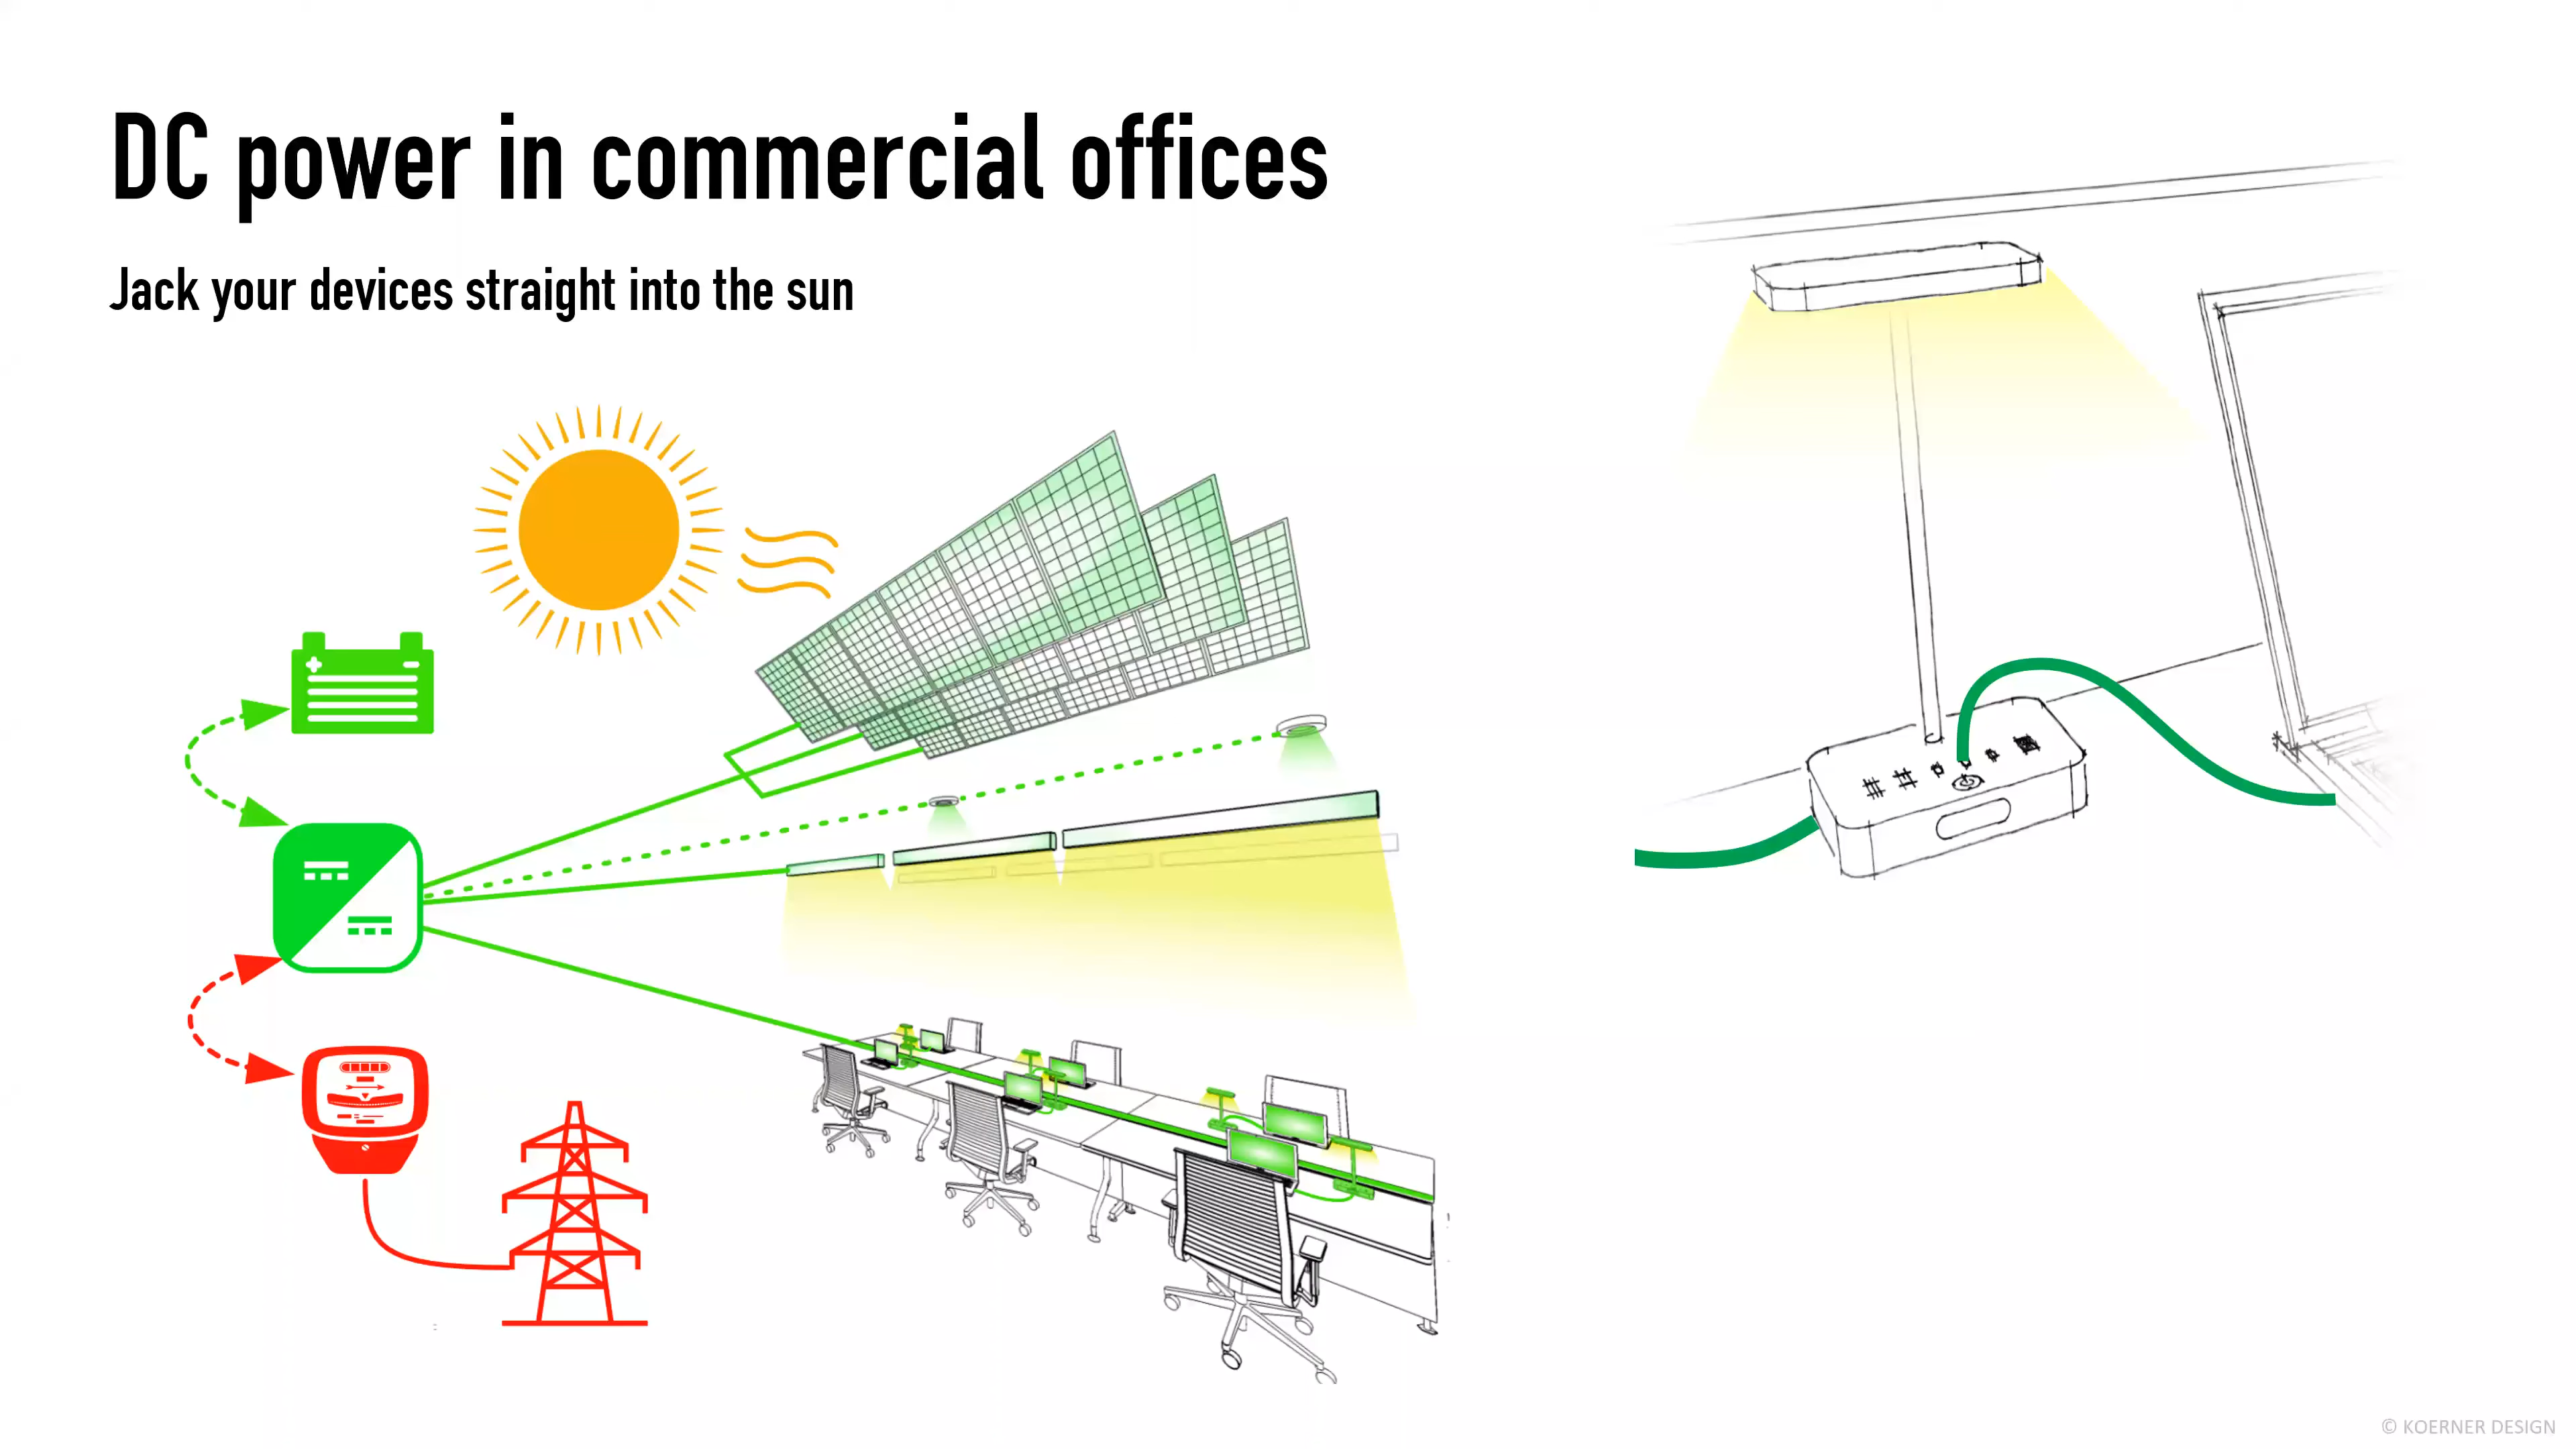 DC power in commercial offices
Jack your devices straight into the sun
© KOERNER DESIGN